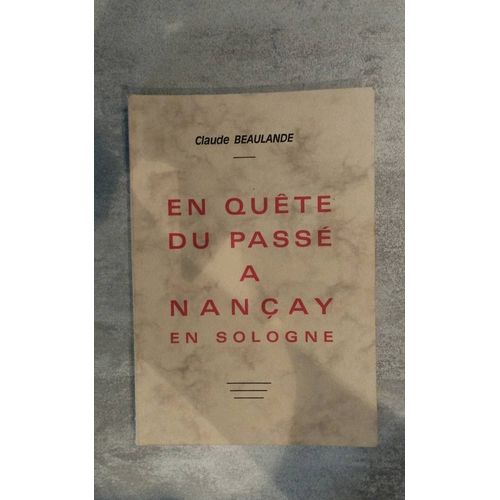 Claude BEAULANDE
EN QUÊTE
DU PASSÉ
A
NANÇAY
EN SOLOGNE